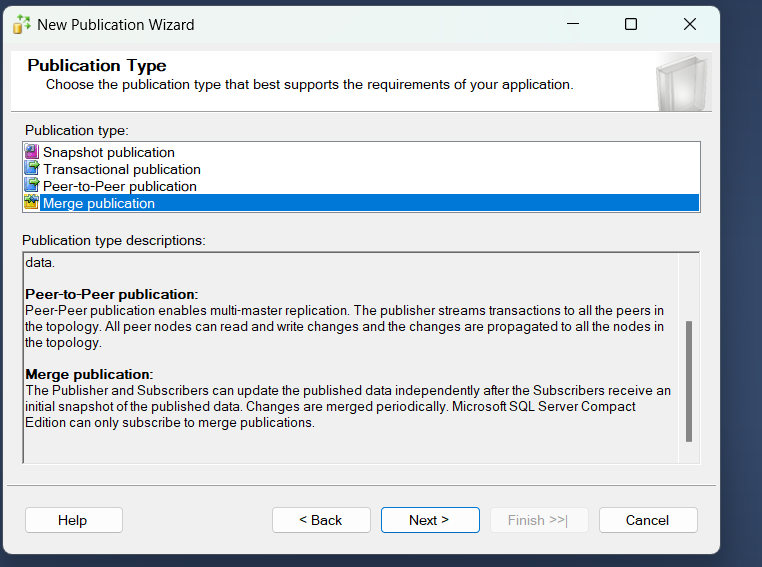 New Publication Wizard
Publication Type
Choose the publication type that best supports the requirements of your application.
Publication type:
Snapshot publication
Transactional publication
Peer-to-Peer publication
Merge publication
Publication type descriptions:
data.
Peer-to-Peer publication:
Peer-Peer publication enables multi-master replication. The publisher streams transactions to all the peers in
the topology. All peer nodes can read and write changes and the changes are propagated to all the nodes in
the topology.
Merge publication:
The Publisher and Subscribers can update the published data independently after the Subscribers receive an
initial snapshot of the published data. Changes are merged periodically. Microsoft SQL Server Compact
Edition can only subscribe to merge publications.
Help
< Back
Next >
Finish >>|
Cancel